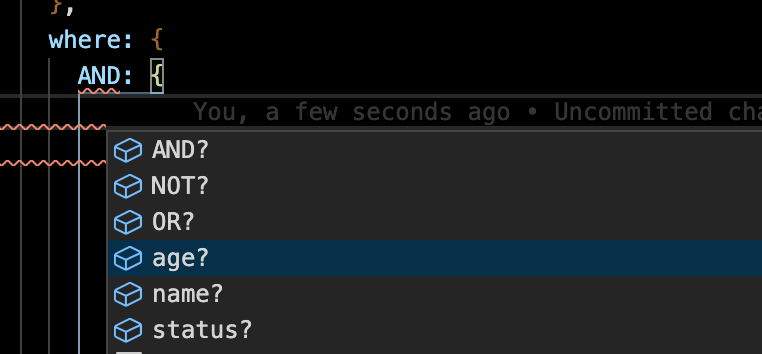 },
where: {
AND: {
You, a few seconds ago • Uncommitted cha
AND?
NOT?
OR?
age?
name?
status?